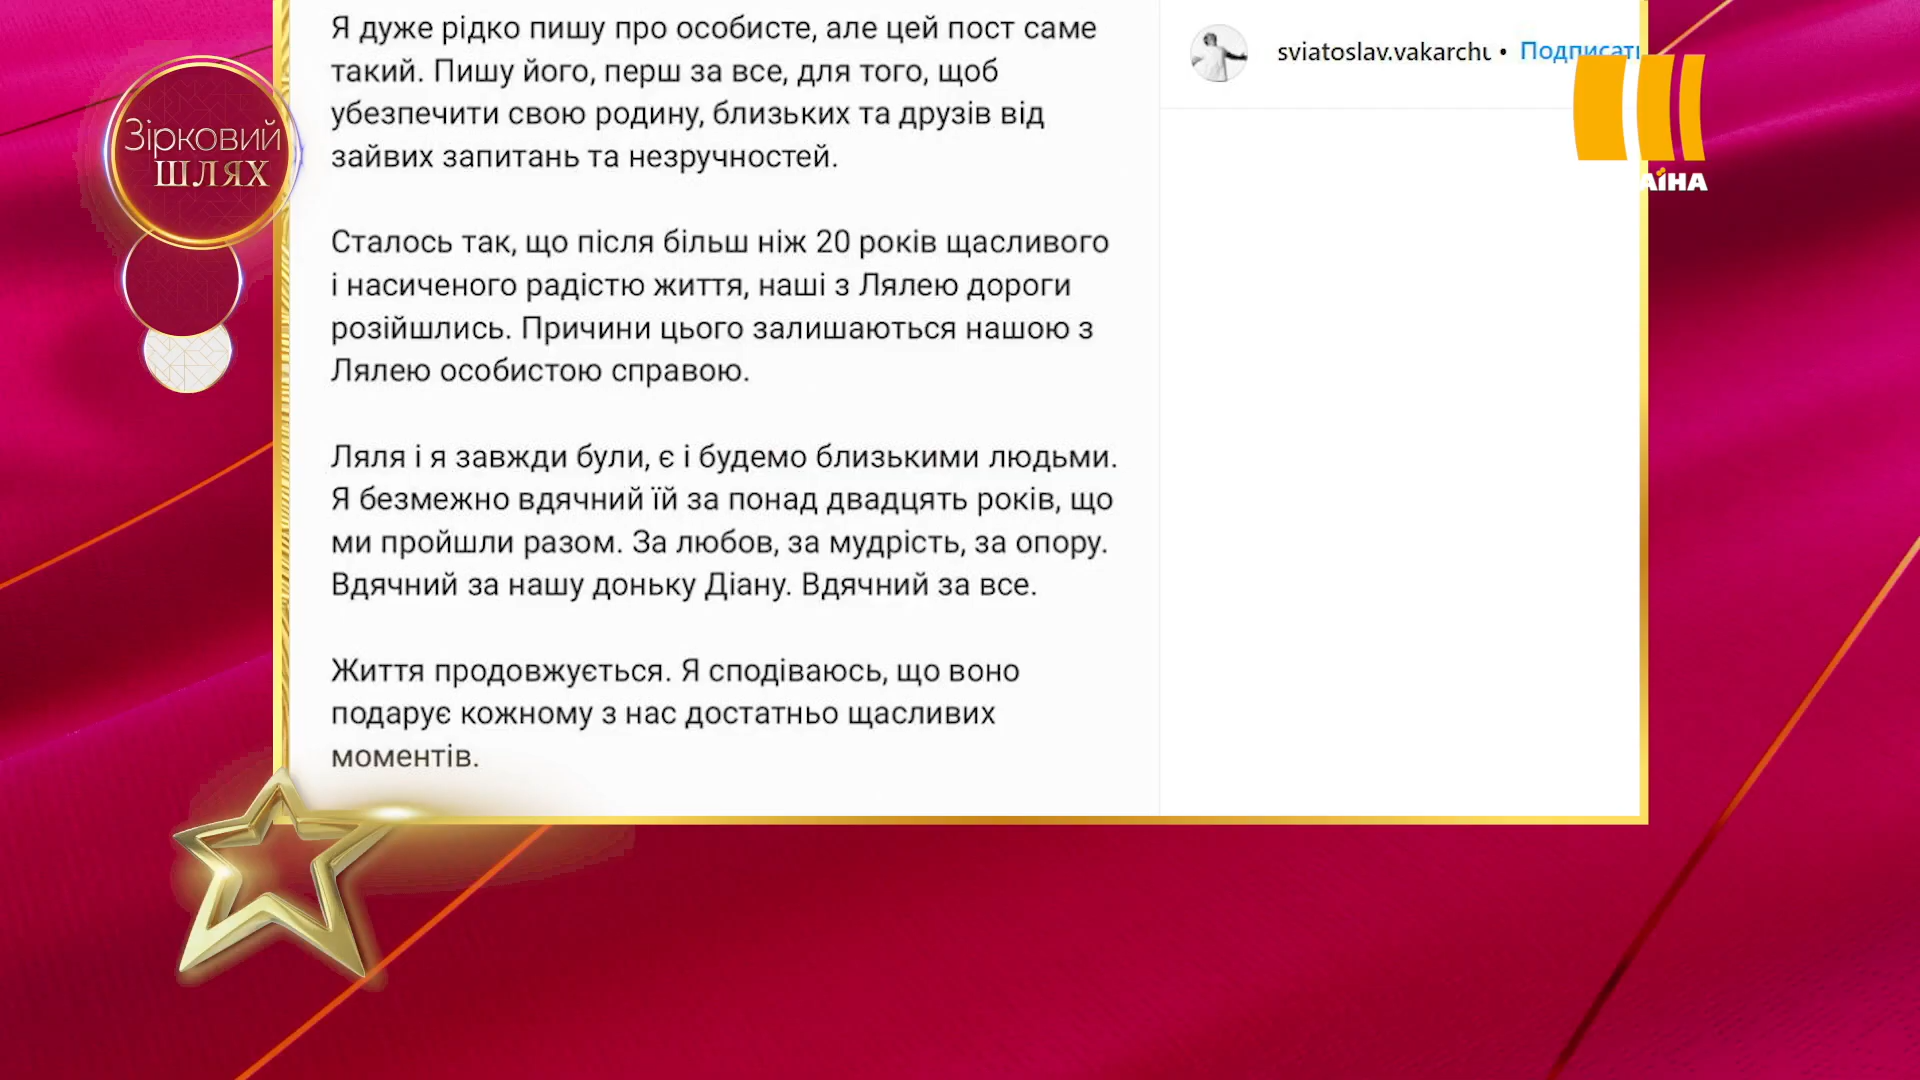 Я дуже рідко пишу про особисте, але цей пост саме
такий. Пишу його, перш за все, для того, щоб
убезпечити свою родину, близьких та друзів від
зайвих запитань та незручностей.
Сталось так, що після більш ніж 20 років щасливого
і насиченого радістю життя, наші з Лялею дороги
розійшлись. Причини цього залишаються нашою з
Лялею особистою справою.
Ляля і я завжди були, є і будемо близькими людьми.
Я безмежно вдячний їй за понад двадцять років, що
ми пройшли разом. За любов, за мудрість, за опору.
Вдячний за нашу доньку Діану. Вдячний за все.
Життя продовжується. Я сподіваюсь, що воно
подарує кожному з нас достатньо щасливих
моментів.
sviatoslav.vakarchu • Подписать
Зірковий
ШЛЯХ
АЇНА